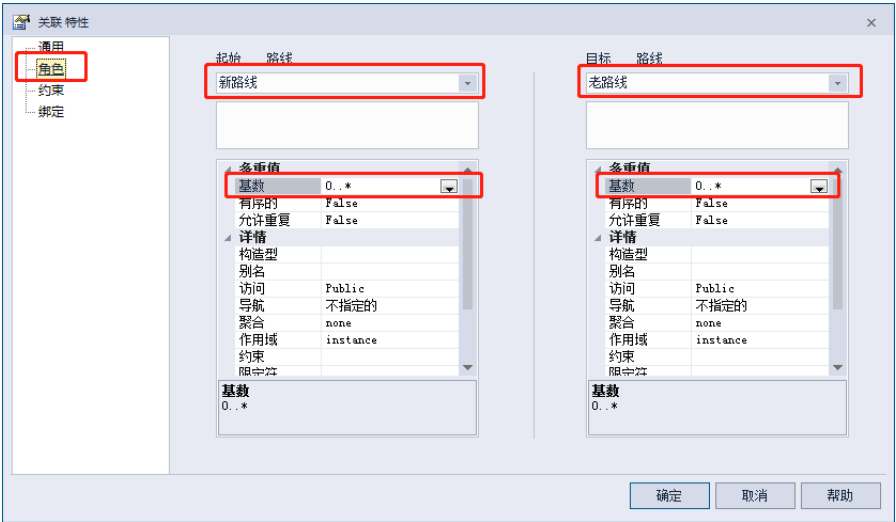 关联 特性
通用
角色
约束
绑定
起始 路线
新路线
多重值
基数 0..*
有序的 False
允许重复 False
详情
构造型
别名
访问 Public
导航 不指定的
聚合 none
作用域 instance
约束
限定符
基数
0..*
目标 路线
老路线
多重值
基数 0..*
有序的 False
允许重复 False
详情
构造型
别名
访问 Public
导航 不指定的
聚合 none
作用域 instance
约束
限定符
基数
0..*
确定 取消 帮助